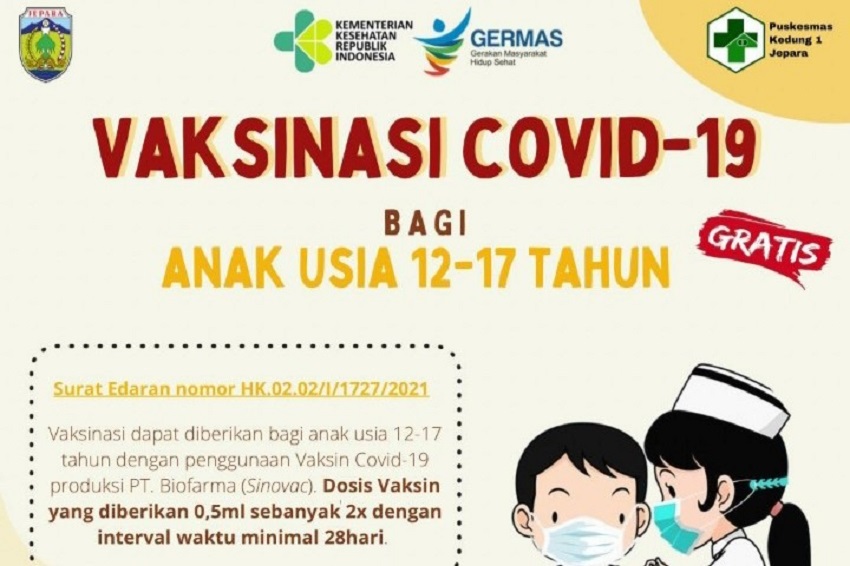 JEPARA
KEMENTERIAN
KESEHATAN
REPUBLIK
INDONESIA
GERMAS
Gerakan Masyarakat
Hidup Sehat
Puskesmas
Kedung 1
Jepara
VAKSINASI COVID-19
BAGI
ANAK USIA 12-17 TAHUN
GRATIS
Surat Edaran nomor HK.02.02/I/1727/2021
Vaksinasi dapat diberikan bagi anak usia 12-17
tahun dengan penggunaan Vaksin Covid-19
produksi PT. Biofarma (Sinovac). Dosis Vaksin
yang diberikan 0,5ml sebanyak 2x dengan
interval waktu minimal 28hari.